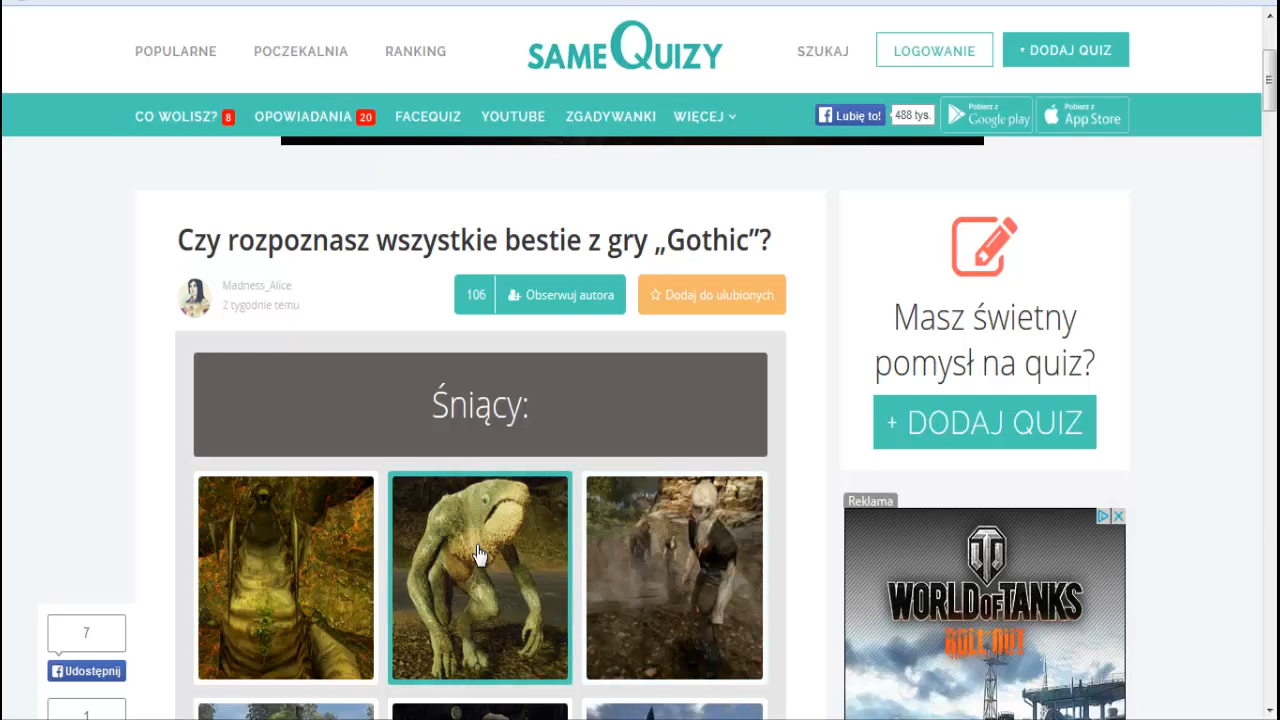 POPULARNE POCZEKALNIA RANKING SAMEQUIZY SZUKAJ LOGOWANIE + DODAJ QUIZ
CO WOLISZ? 8 OPOWIADANIA 20 FACEQUIZ YOUTUBE ZGADYWANKI WIĘCEJ Lubię to! 488 tys. Pobierz z Google play Pobierz z App Store
Czy rozpoznasz wszystkie bestie z gry „Gothic”?
Madness_Alice
2 tygodnie temu
106 Obserwuj autora Dodaj do ulubionych
Śniący:
Masz świetny
pomysł na quiz?
+ DODAJ QUIZ
Reklama
WORLD OF TANKS
ROLL OUT
7
Udostępnij
1